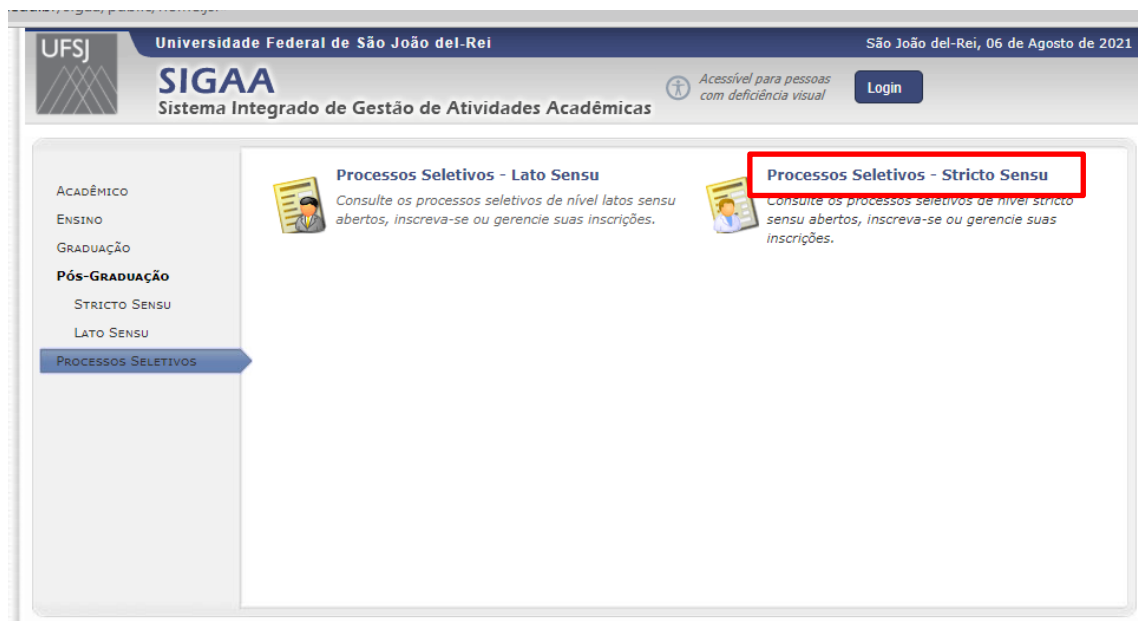 UFSJ
Universidade Federal de São João del-Rei
São João del-Rei, 06 de Agosto de 2021
SIGAA
Sistema Integrado de Gestão de Atividades Acadêmicas
Acessível para pessoas
com deficiência visual
Login
Acadêmico
Ensino
Graduação
Pós-Graduação
Stricto Sensu
Lato Sensu
Processos Seletivos
Processos Seletivos - Lato Sensu
Consulte os processos seletivos de nível latos sensu
abertos, inscreva-se ou gerencie suas inscrições.
Processos Seletivos - Stricto Sensu
Consulte os processos seletivos de nível stricto
sensu abertos, inscreva-se ou gerencie suas
inscrições.